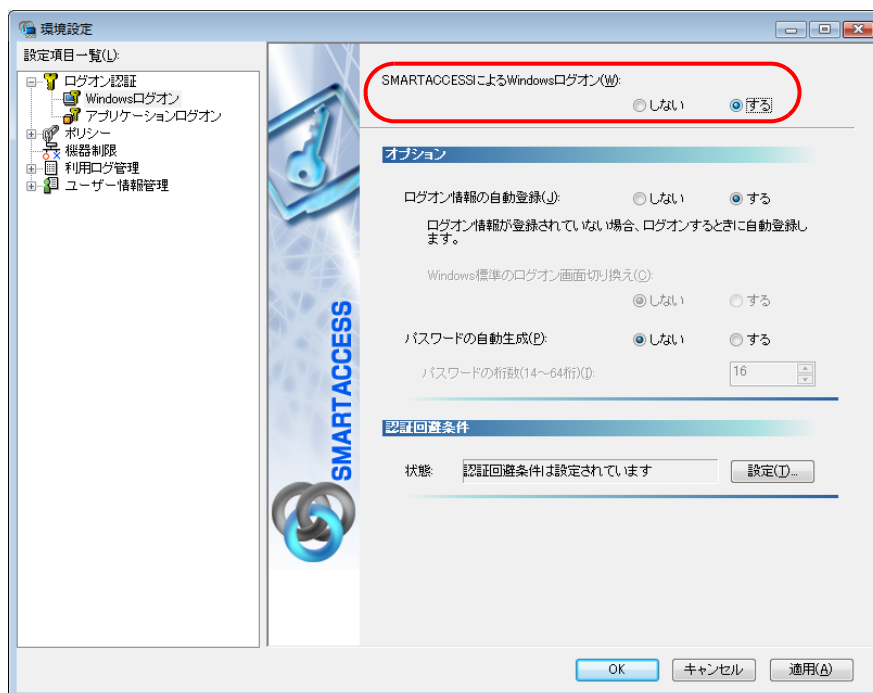 環境設定
設定項目一覧(L):
ログオン認証
Windowsログオン
アプリケーションログオン
ポリシー
機器制限
利用ログ管理
ユーザー情報管理
SMARTACCESS
SMARTACCESSによるWindowsログオン(W):
しない する
オプション
ログオン情報の自動登録(J): しない する
ログオン情報が登録されていない場合、ログオンするときに自動登録し
ます。
Windows標準のログオン画面切り換え(C):
しない する
パスワードの自動生成(P): しない する
パスワードの桁数(14～64桁)(I): 16
認証回避条件
状態: 認証回避条件は設定されています 設定(T)...
OK キャンセル 適用(A)